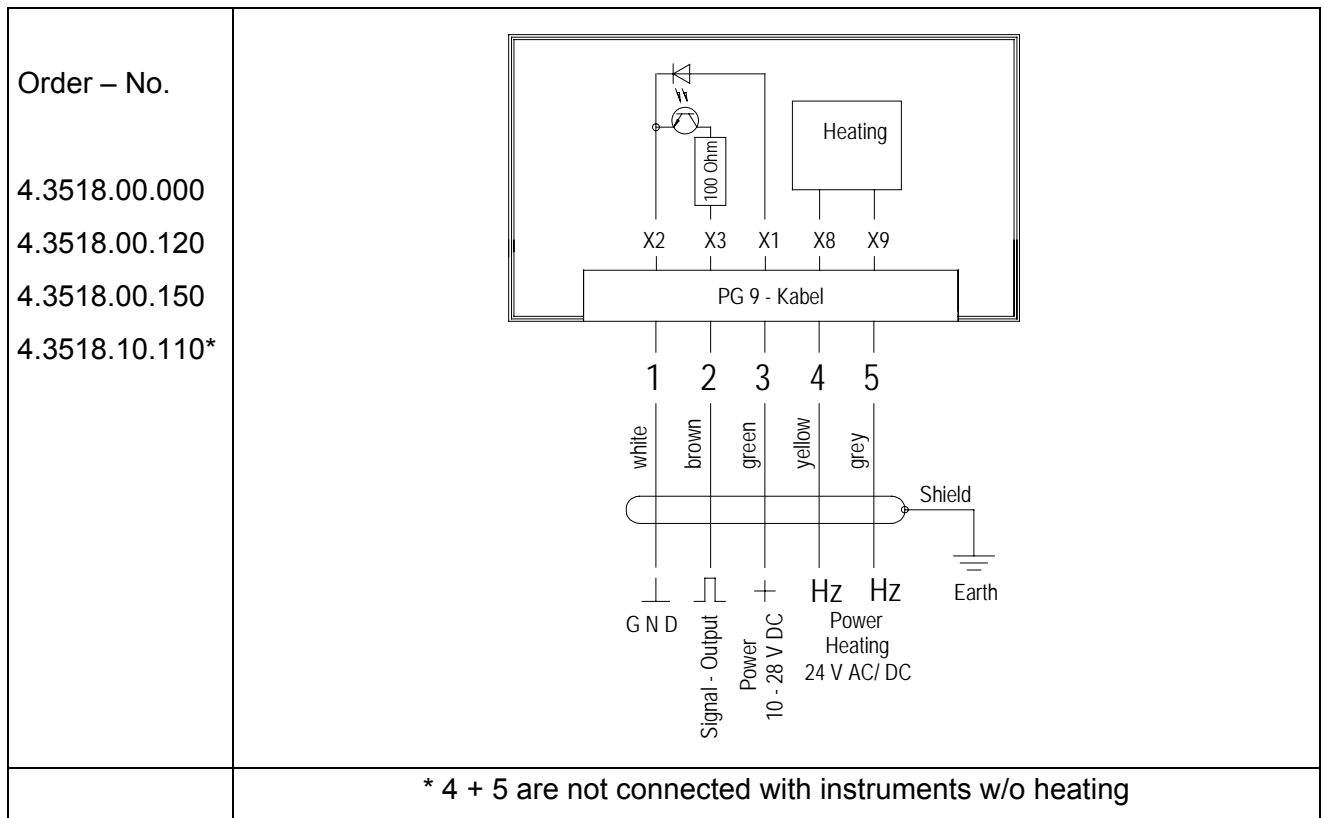 Order – No.
4.3518.00.000
4.3518.00.120
4.3518.00.150
4.3518.10.110*
100 Ohm
Heating
X2 X3 X1 X8 X9
PG 9 - Kabel
1 2 3 4 5
white brown green yellow grey
Shield
Earth
G N D
Signal - Output
Power
10 - 28 V DC
Hz Hz
Power
Heating
24 V AC/ DC
* 4 + 5 are not connected with instruments w/o heating